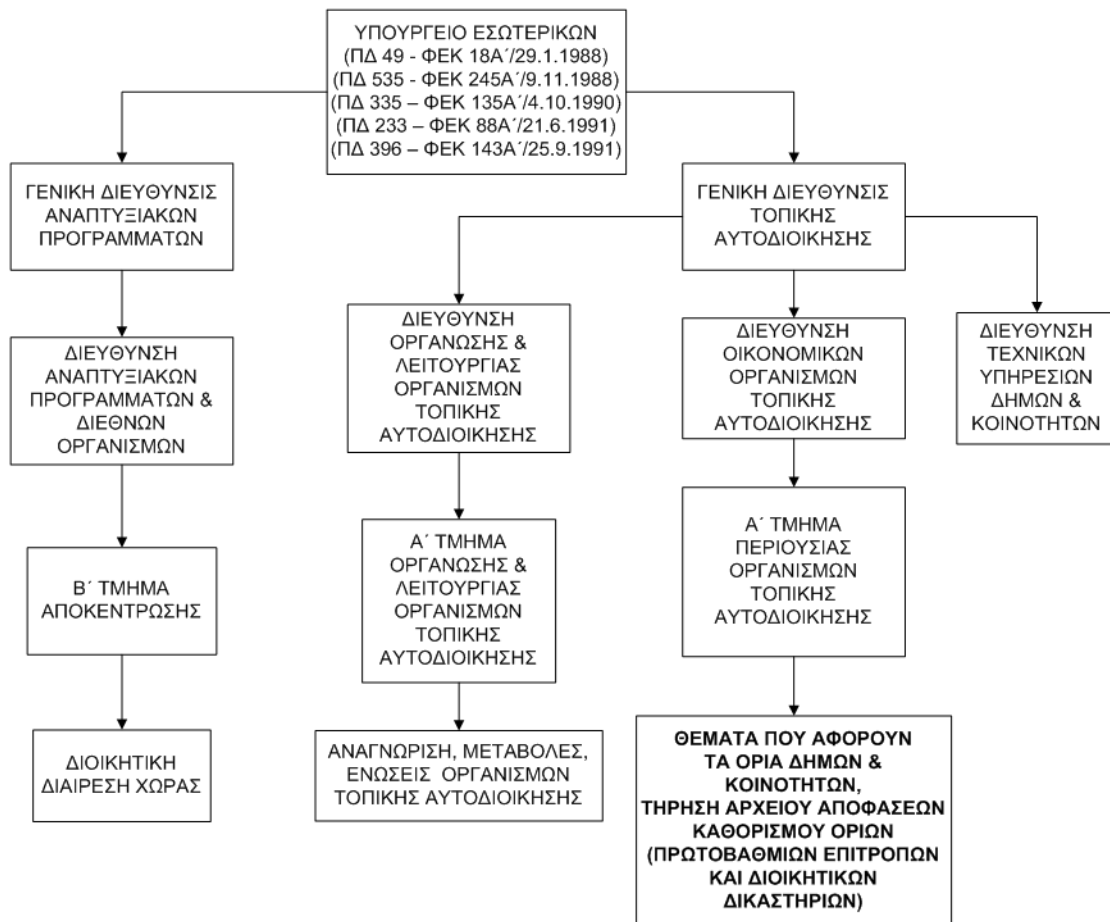 ΥΠΟΥΡΓΕΙΟ ΕΣΩΤΕΡΙΚΩΝ
(ΠΔ 49 - ΦΕΚ 18Α΄/29.1.1988)
(ΠΔ 535 - ΦΕΚ 245Α΄/9.11.1988)
(ΠΔ 335 – ΦΕΚ 135Α΄/4.10.1990)
(ΠΔ 233 – ΦΕΚ 88Α΄/21.6.1991)
(ΠΔ 396 – ΦΕΚ 143Α΄/25.9.1991)
ΓΕΝΙΚΗ ΔΙΕΥΘΥΝΣΙΣ
ΑΝΑΠΤΥΞΙΑΚΩΝ
ΠΡΟΓΡΑΜΜΑΤΩΝ
ΓΕΝΙΚΗ ΔΙΕΥΘΥΝΣΙΣ
ΤΟΠΙΚΗΣ
ΑΥΤΟΔΙΟΙΚΗΣΗΣ
ΔΙΕΥΘΥΝΣΗ
ΑΝΑΠΤΥΞΙΑΚΩΝ
ΠΡΟΓΡΑΜΜΑΤΩΝ &
ΔΙΕΘΝΩΝ
ΟΡΓΑΝΙΣΜΩΝ
ΔΙΕΥΘΥΝΣΗ
ΟΡΓΑΝΩΣΗΣ &
ΛΕΙΤΟΥΡΓΙΑΣ
ΟΡΓΑΝΙΣΜΩΝ
ΤΟΠΙΚΗΣ
ΑΥΤΟΔΙΟΙΚΗΣΗΣ
ΔΙΕΥΘΥΝΣΗ
ΟΙΚΟΝΟΜΙΚΩΝ
ΟΡΓΑΝΙΣΜΩΝ
ΤΟΠΙΚΗΣ
ΑΥΤΟΔΙΟΙΚΗΣΗΣ
ΔΙΕΥΘΥΝΣΗ
ΤΕΧΝΙΚΩΝ
ΥΠΗΡΕΣΙΩΝ
ΔΗΜΩΝ &
ΚΟΙΝΟΤΗΤΩΝ
Β΄ ΤΜΗΜΑ
ΑΠΟΚΕΝΤΡΩΣΗΣ
Α΄ ΤΜΗΜΑ
ΟΡΓΑΝΩΣΗΣ &
ΛΕΙΤΟΥΡΓΙΑΣ
ΟΡΓΑΝΙΣΜΩΝ
ΤΟΠΙΚΗΣ
ΑΥΤΟΔΙΟΙΚΗΣΗΣ
Α΄ ΤΜΗΜΑ
ΠΕΡΙΟΥΣΙΑΣ
ΟΡΓΑΝΙΣΜΩΝ
ΤΟΠΙΚΗΣ
ΑΥΤΟΔΙΟΙΚΗΣΗΣ
ΔΙΟΙΚΗΤΙΚΗ
ΔΙΑΙΡΕΣΗ ΧΩΡΑΣ
ΑΝΑΓΝΩΡΙΣΗ, ΜΕΤΑΒΟΛΕΣ,
ΕΝΩΣΕΙΣ ΟΡΓΑΝΙΣΜΩΝ
ΤΟΠΙΚΗΣ ΑΥΤΟΔΙΟΙΚΗΣΗΣ
ΘΕΜΑΤΑ ΠΟΥ ΑΦΟΡΟΥΝ
ΤΑ ΟΡΙΑ ΔΗΜΩΝ &
ΚΟΙΝΟΤΗΤΩΝ,
ΤΗΡΗΣΗ ΑΡΧΕΙΟΥ ΑΠΟΦΑΣΕΩΝ
ΚΑΘΟΡΙΣΜΟΥ ΟΡΙΩΝ
(ΠΡΩΤΟΒΑΘΜΙΩΝ ΕΠΙΤΡΟΠΩΝ
ΚΑΙ ΔΙΟΙΚΗΤΙΚΩΝ
ΔΙΚΑΣΤΗΡΙΩΝ)